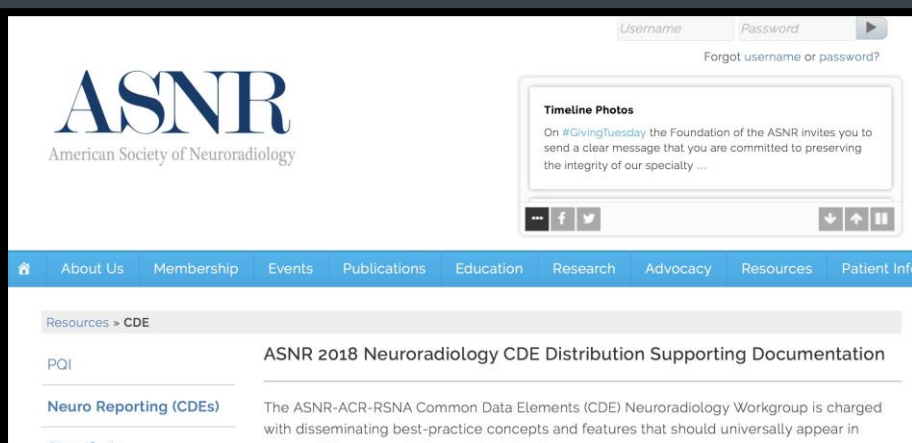 Username Password
Forgot username or password?
ASNR
American Society of Neuroradiology
Timeline Photos
On #GivingTuesday the Foundation of the ASNR invites you to
send a clear message that you are committed to preserving
the integrity of our specialty ...
About Us Membership Events Publications Education Research Advocacy Resources Patient Inf
Resources » CDE
PQI
Neuro Reporting (CDEs)
ASNR 2018 Neuroradiology CDE Distribution Supporting Documentation
The ASNR-ACR-RSNA Common Data Elements (CDE) Neuroradiology Workgroup is charged
with disseminating best-practice concepts and features that should universally appear in